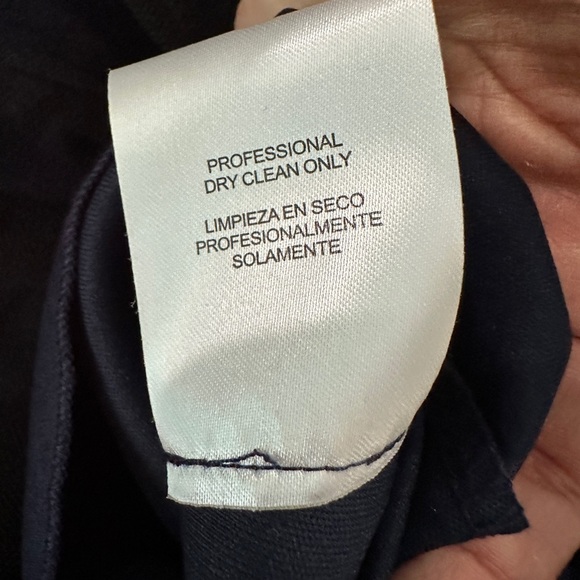 PROFESSIONAL
DRY CLEAN ONLY
LIMPIEZA EN SECO
PROFESIONALMENTE
SOLAMENTE